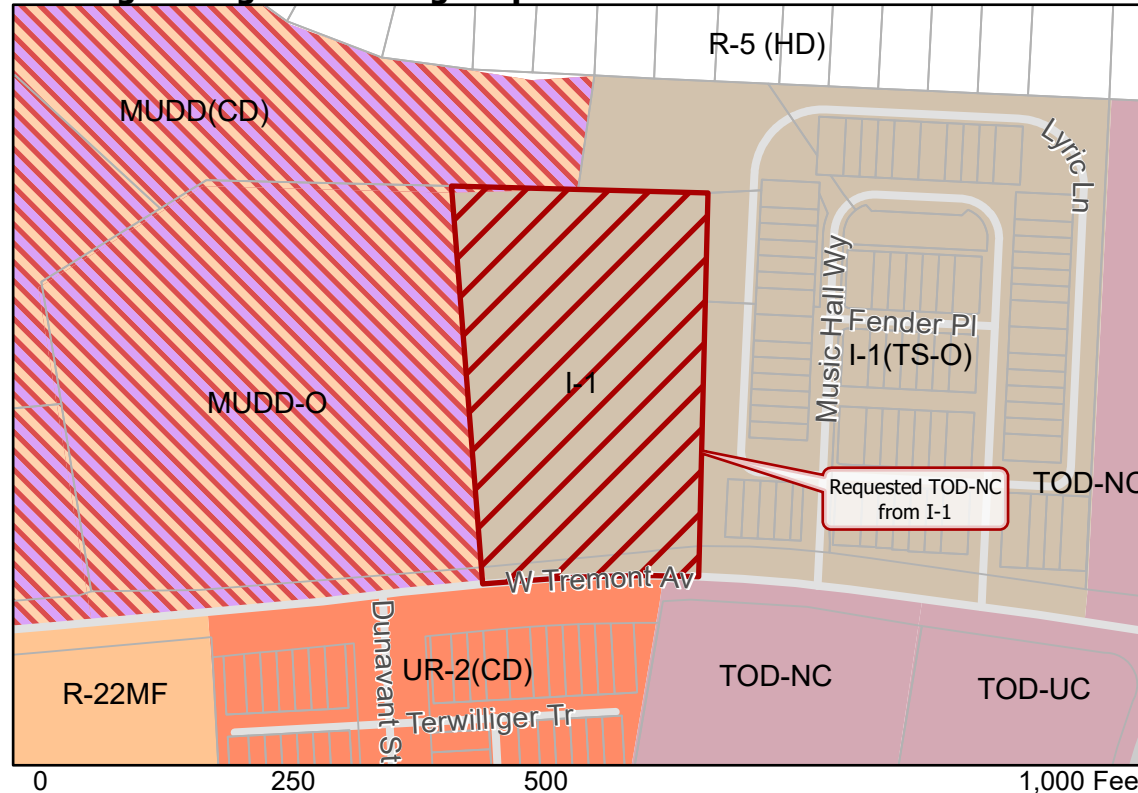 R-5 (HD)
MUDD(CD)
Lyric Ln
Music Hall Wy
Fender Pl
I-1(TS-O)
I-1
MUDD-O
Requested TOD-NC
from I-1
TOD-NC
W Tremont Av
Dunavant St
UR-2(CD)
TOD-NC
TOD-UC
R-22MF
Terwilliger Tr
0 250 500 1,000 Fee